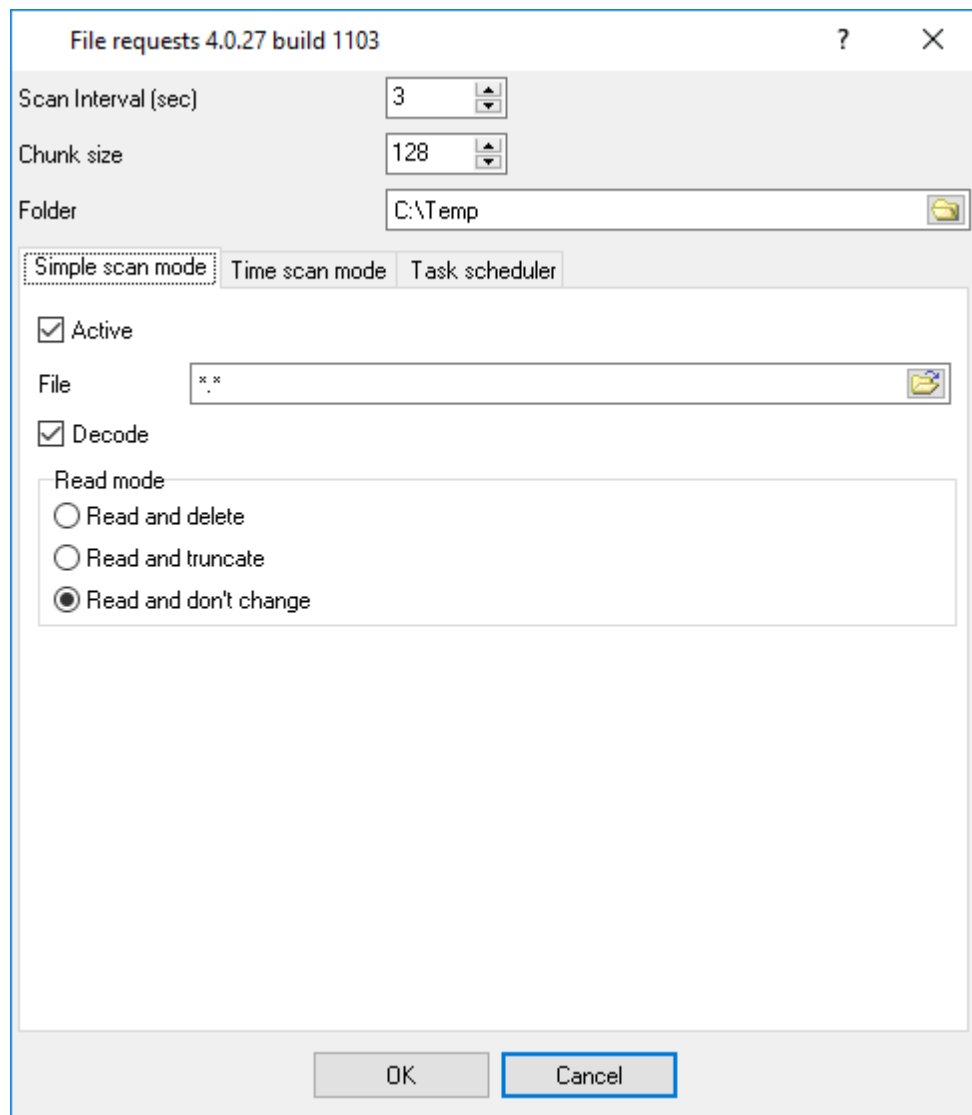 File requests 4.0.27 build 1103 ?
Scan Interval (sec) 3
Chunk size 128
Folder C:\Temp
Simple scan mode Time scan mode Task scheduler
Active
File *.*
Decode
Read mode
Read and delete
Read and truncate
Read and don't change
OK Cancel